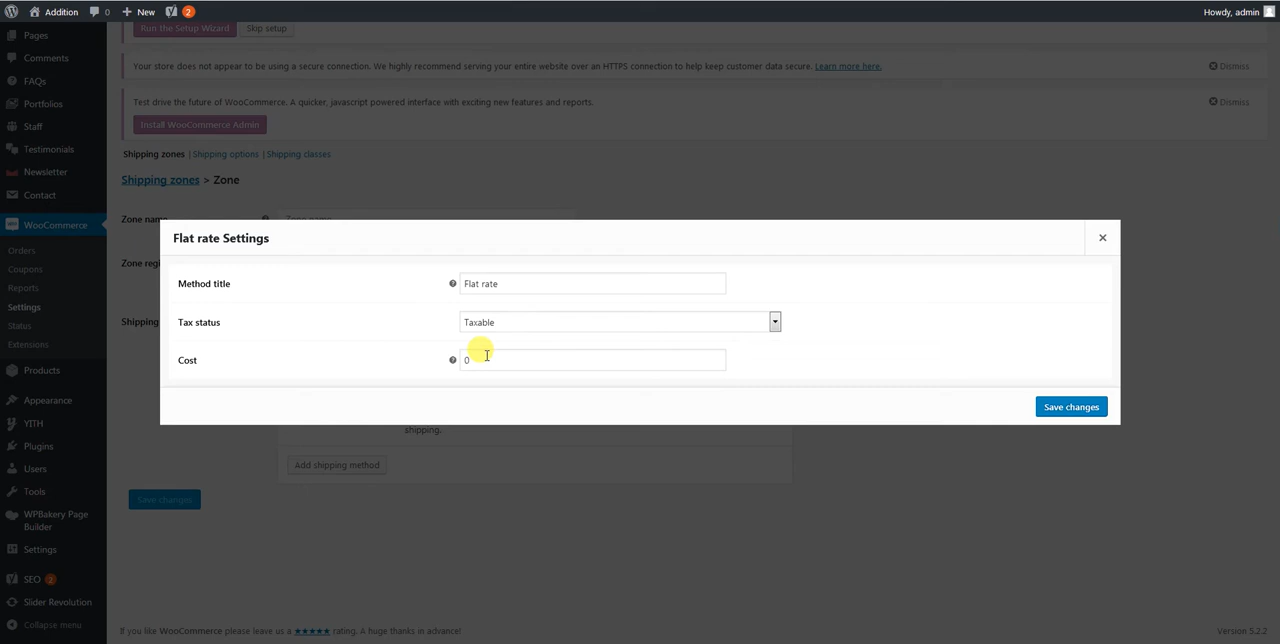 Addition 0 New 2 Howdy, admin
Pages
Comments
FAQs
Portfolios
Staff
Testimonials
Newsletter
Contact
WooCommerce
Orders
Coupons
Reports
Settings
Status
Extensions
Products
Appearance
YITH
Plugins
Users
Tools
WPBakery Page
Builder
Settings
SEO 2
Slider Revolution
Collapse menu
Run the Setup Wizard Skip setup
Your store does not appear to be using a secure connection. We highly recommend serving your entire website over an HTTPS connection to help keep customer data secure. Learn more here. Dismiss
Test drive the future of WooCommerce. A quicker, javascript powered interface with exciting new features and reports. Dismiss
Install WooCommerce Admin
Shipping zones | Shipping options | Shipping classes
Shipping zones > Zone
Zone name Zone name
Zone regi
Shipping
Flat rate Settings
Method title Flat rate
Tax status Taxable
Cost 0
Save changes
shipping.
Add shipping method
Save changes
If you like WooCommerce please leave us a ★★★★★ rating. A huge thanks in advance! Version 5.2.2